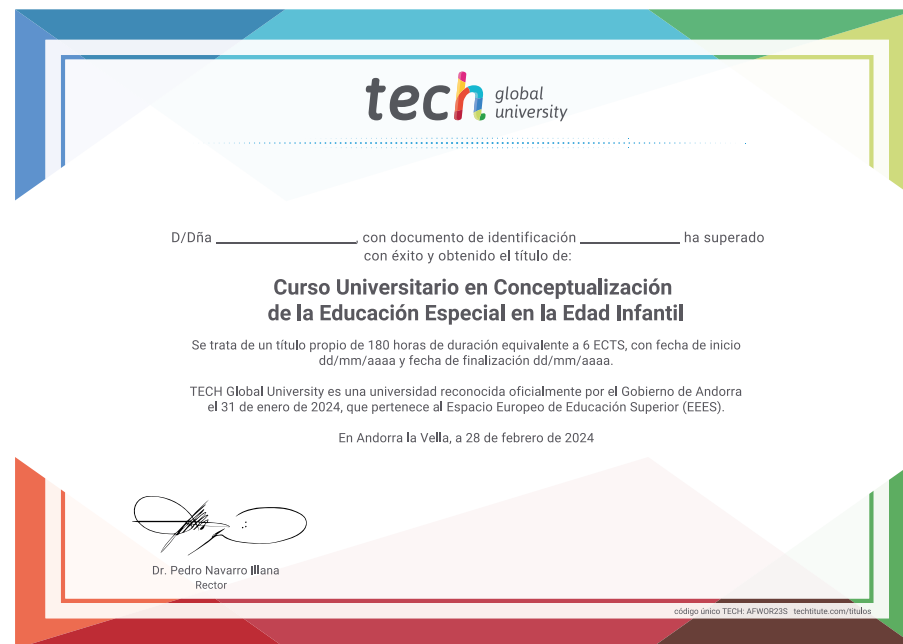 tech global university
D/Dña ____________________, con documento de identificación ______________ ha superado
con éxito y obtenido el título de:
Curso Universitario en Conceptualización
de la Educación Especial en la Edad Infantil
Se trata de un título propio de 180 horas de duración equivalente a 6 ECTS, con fecha de inicio
dd/mm/aaaa y fecha de finalización dd/mm/aaaa.
TECH Global University es una universidad reconocida oficialmente por el Gobierno de Andorra
el 31 de enero de 2024, que pertenece al Espacio Europeo de Educación Superior (EEES).
En Andorra la Vella, a 28 de febrero de 2024
Dr. Pedro Navarro Illana
Rector
código único TECH: AFWOR23S techtitute.com/titulos